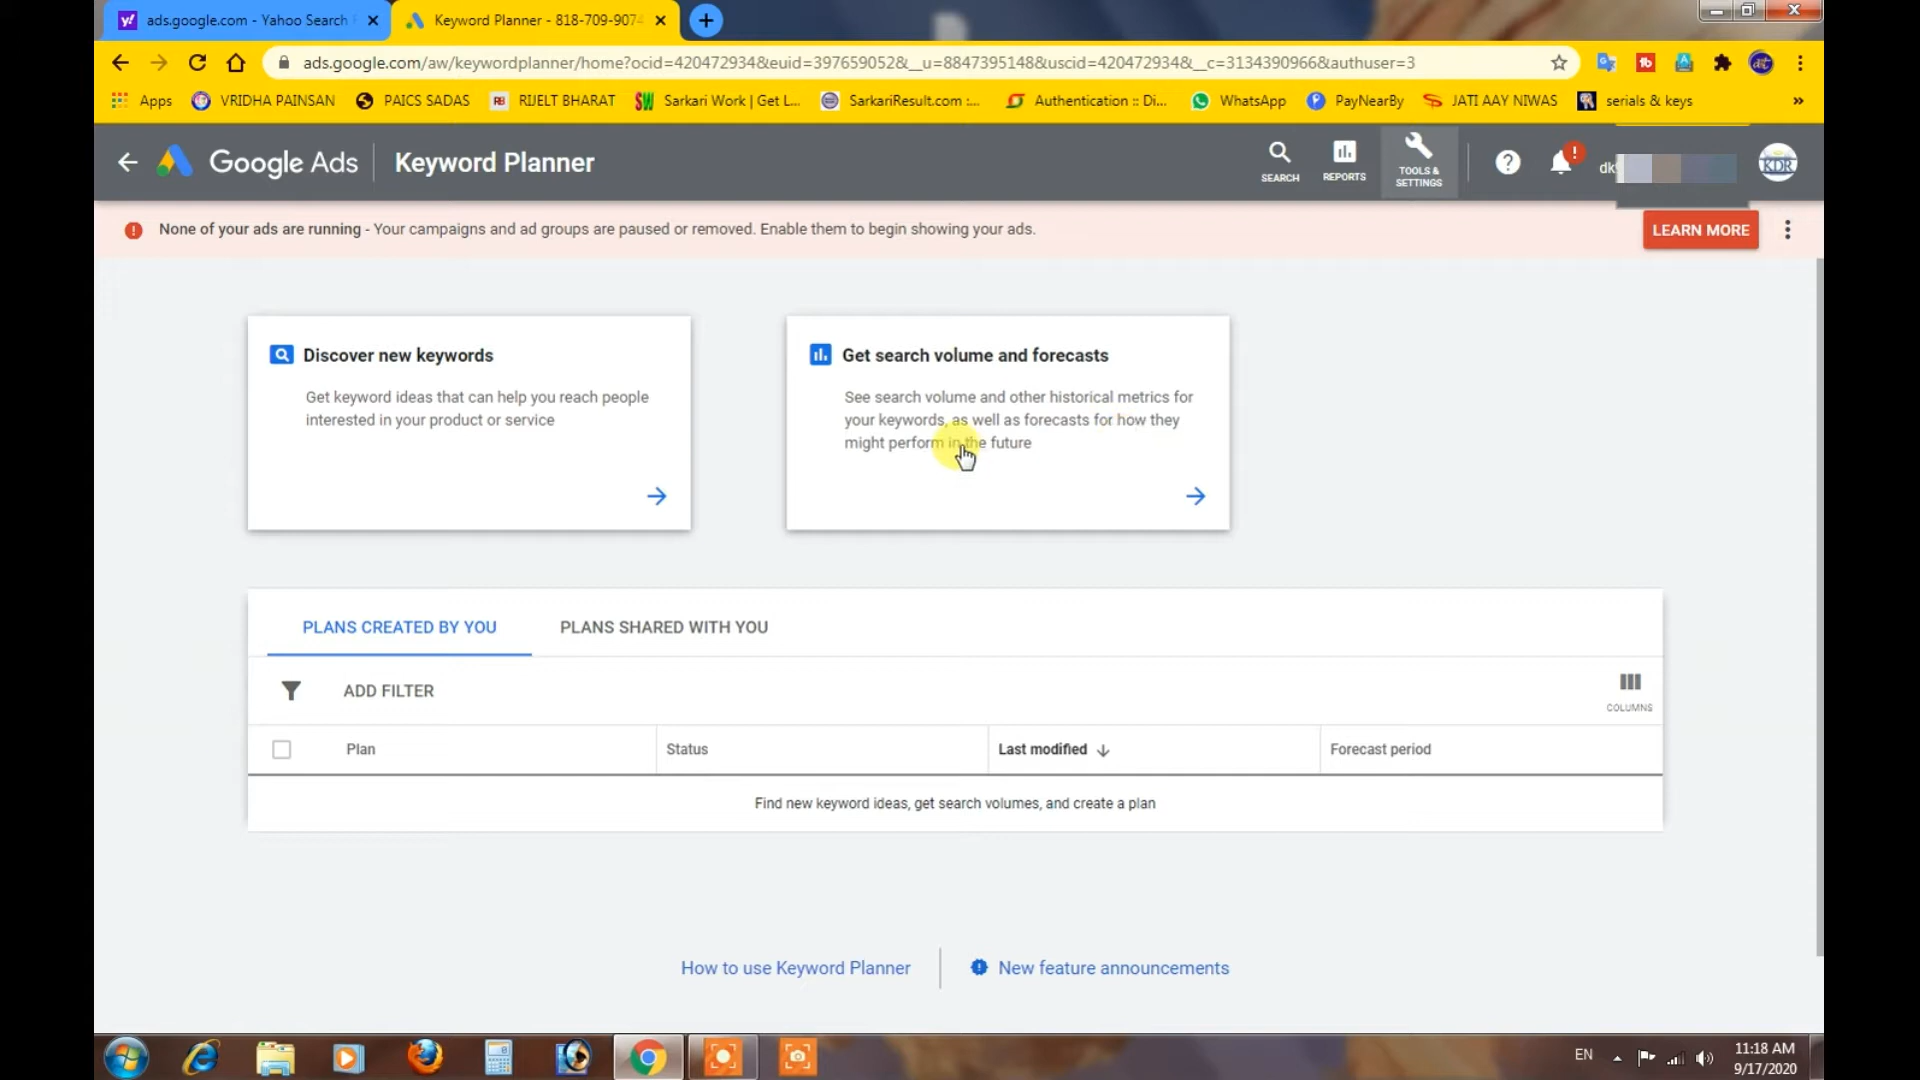 ads.google.com - Yahoo Search
Keyword Planner - 818-709-9074
ads.google.com/aw/keywordplanner/home?ocid=420472934&euid=397659052&__u=8847395148&uscid=420472934&__c=3134390966&authuser=3
Apps VRIDHA PAINSAN PAICS SADAS RIJELT BHARAT Sarkari Work | Get L... SarkariResult.com :... Authentication :: Di... WhatsApp PayNearBy JATI AAY NIWAS serials & keys »
Google Ads Keyword Planner
SEARCH REPORTS TOOLS & SETTINGS
KDR
None of your ads are running - Your campaigns and ad groups are paused or removed. Enable them to begin showing your ads.
LEARN MORE
Discover new keywords
Get keyword ideas that can help you reach people
interested in your product or service
Get search volume and forecasts
See search volume and other historical metrics for
your keywords, as well as forecasts for how they
might perform in the future
PLANS CREATED BY YOU PLANS SHARED WITH YOU
ADD FILTER
COLUMNS
Plan Status Last modified Forecast period
Find new keyword ideas, get search volumes, and create a plan
How to use Keyword Planner New feature announcements
EN
11:18 AM
9/17/2020